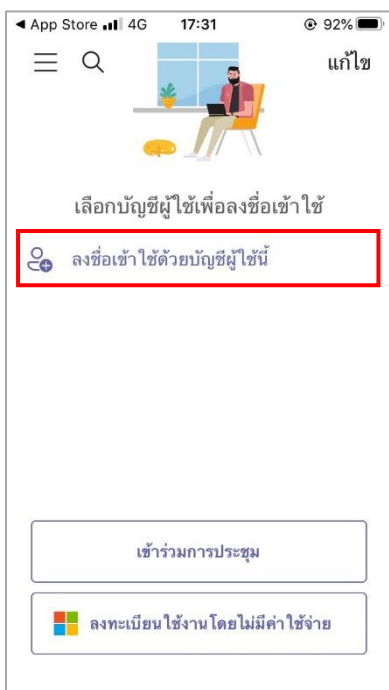 App Store 4G 17:31 92%
แก้ไข
เลือกบัญชีผู้ใช้เพื่อลงชื่อเข้าใช้
ลงชื่อเข้าใช้ด้วยบัญชีผู้ใช้นี้
เข้าร่วมการประชุม
ลงทะเบียนใช้งานโดยไม่มีค่าใช้จ่าย